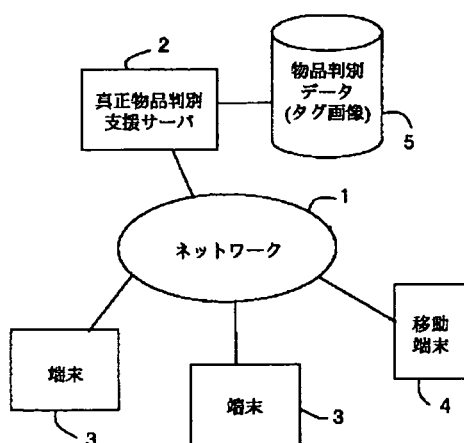 2
真正物品判別
支援サーバ
物品判別
データ
(タグ画像)
5
1
ネットワーク
端末
3
端末
3
移動
端末
4